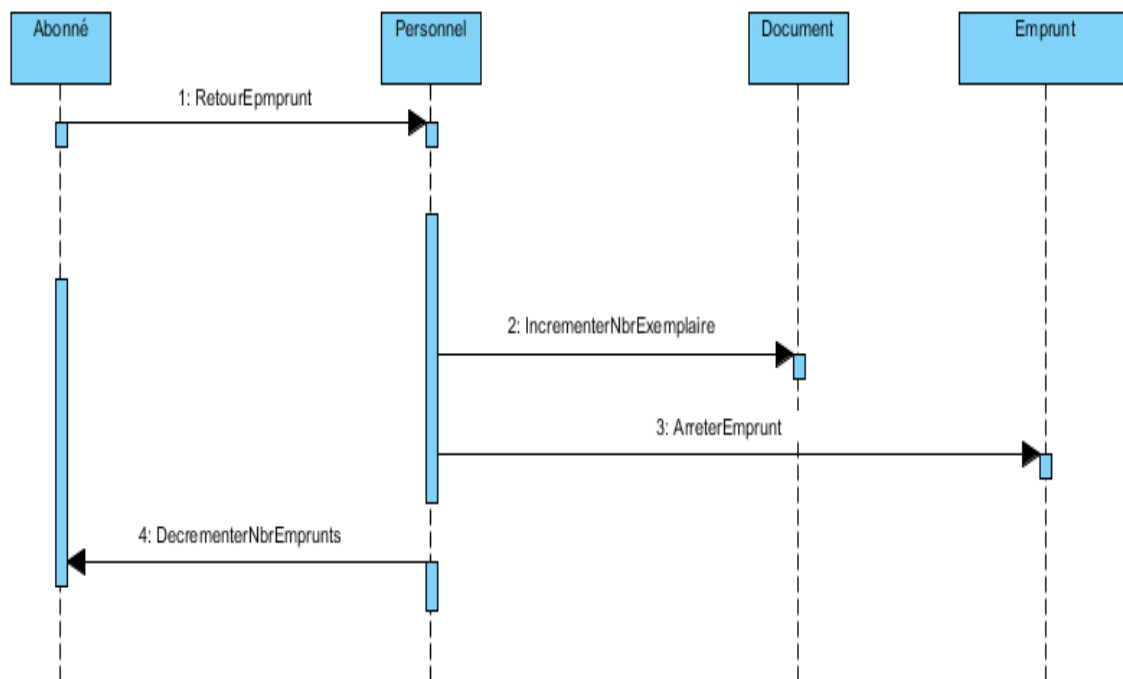 Abonné
Personnel
Document
Emprunt
1: RetourEpmprunt
2: IncrementerNbrExemplaire
3: ArreterEmprunt
4: DecrementerNbrEmprunts